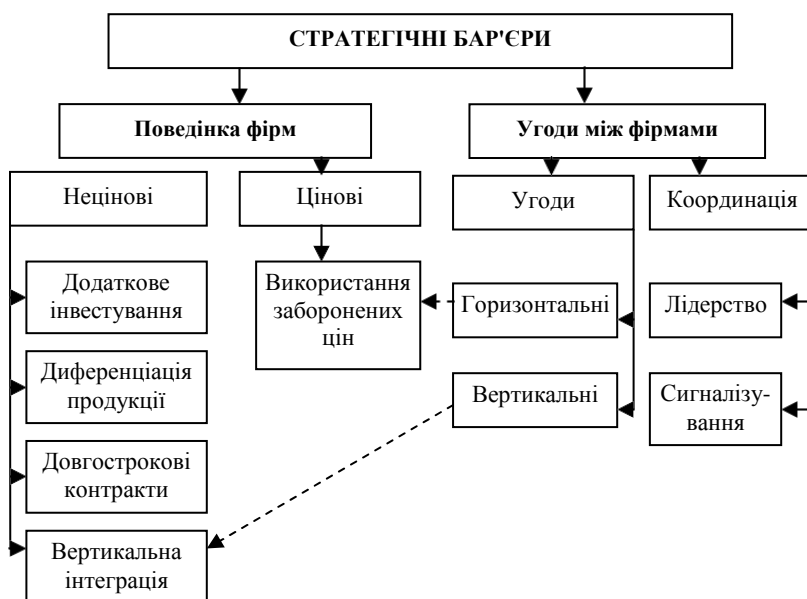 СТРАТЕГІЧНІ БАР'ЄРИ
Поведінка фірм
Угоди між фірмами
Нецінові
Цінові
Угоди
Координація
Додаткове
інвестування
Використання
заборонених
цін
Горизонтальні
Лідерство
Диференціація
продукції
Вертикальні
Сигналізу-
вання
Довгострокові
контракти
Вертикальна
інтеграція